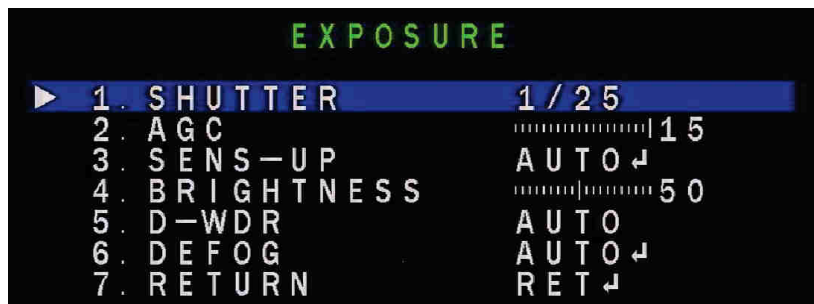 EXPOSURE
1. SHUTTER 1/25
2. AGC 15
3. SENS-UP AUTO↲
4. BRIGHTNESS 50
5. D-WDR AUTO
6. DEFOG AUTO↲
7. RETURN RET↲